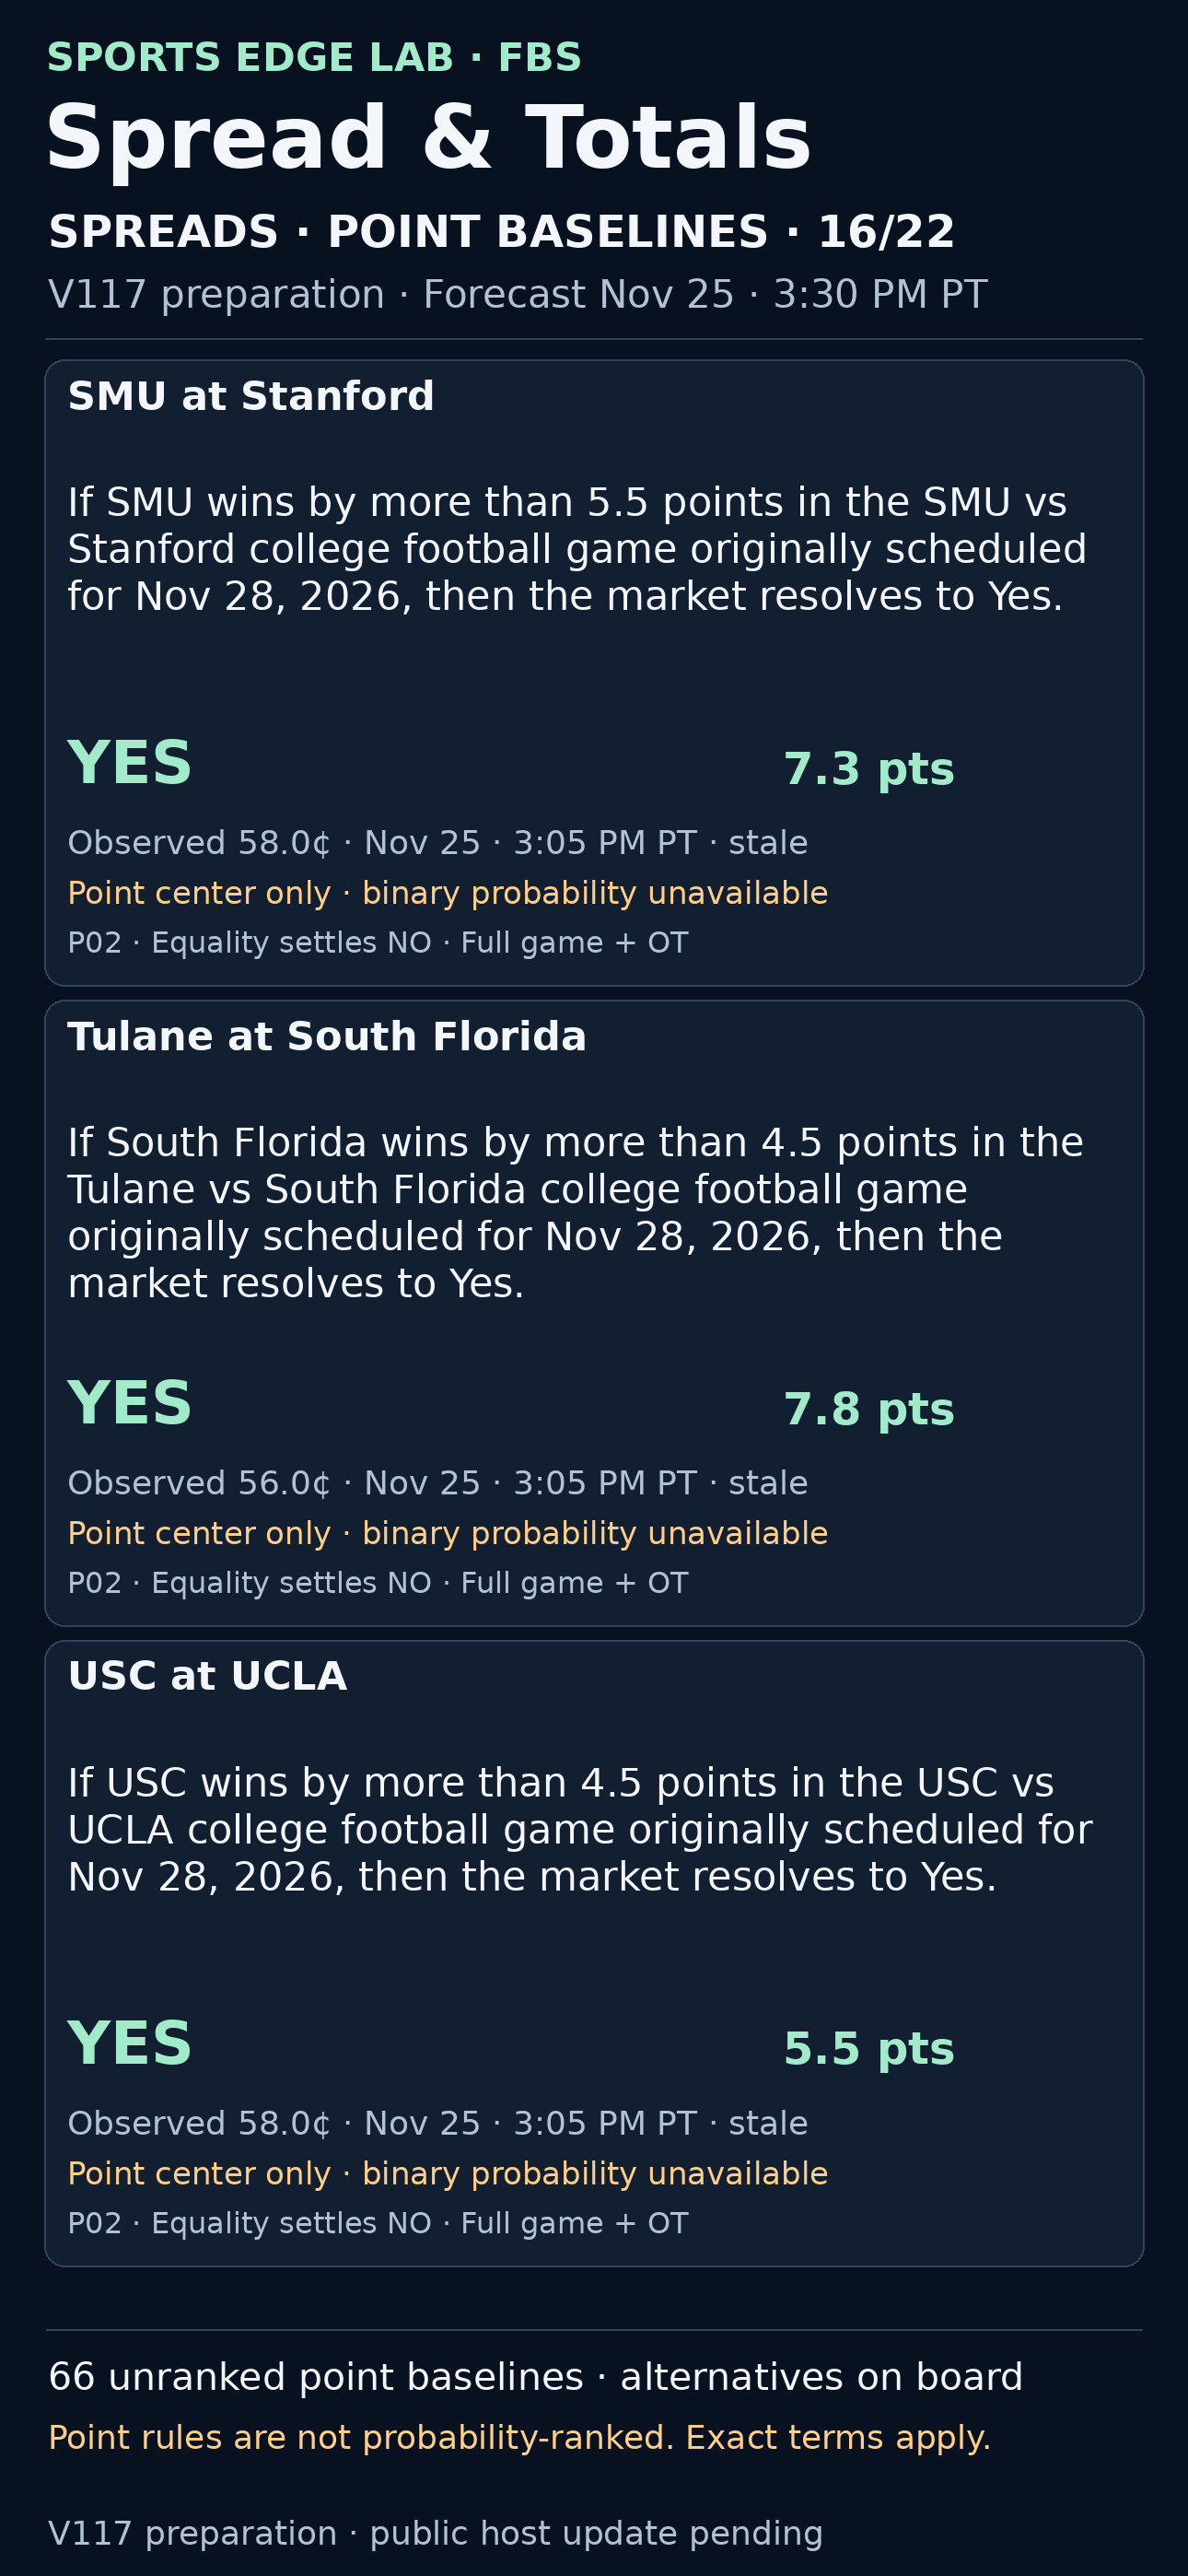 SPORTS EDGE LAB · FBS
Spread & Totals
SPREADS · POINT BASELINES · 16/22
V117 preparation · Forecast Nov 25 · 3:30 PM PT
SMU at Stanford
If SMU wins by more than 5.5 points in the SMU vs
Stanford college football game originally scheduled
for Nov 28, 2026, then the market resolves to Yes.
YES 7.3 pts
Observed 58.0¢ · Nov 25 · 3:05 PM PT · stale
Point center only · binary probability unavailable
P02 · Equality settles NO · Full game + OT
Tulane at South Florida
If South Florida wins by more than 4.5 points in the
Tulane vs South Florida college football game
originally scheduled for Nov 28, 2026, then the
market resolves to Yes.
YES 7.8 pts
Observed 56.0¢ · Nov 25 · 3:05 PM PT · stale
Point center only · binary probability unavailable
P02 · Equality settles NO · Full game + OT
USC at UCLA
If USC wins by more than 4.5 points in the USC vs
UCLA college football game originally scheduled for
Nov 28, 2026, then the market resolves to Yes.
YES 5.5 pts
Observed 58.0¢ · Nov 25 · 3:05 PM PT · stale
Point center only · binary probability unavailable
P02 · Equality settles NO · Full game + OT
66 unranked point baselines · alternatives on board
Point rules are not probability-ranked. Exact terms apply.
V117 preparation · public host update pending